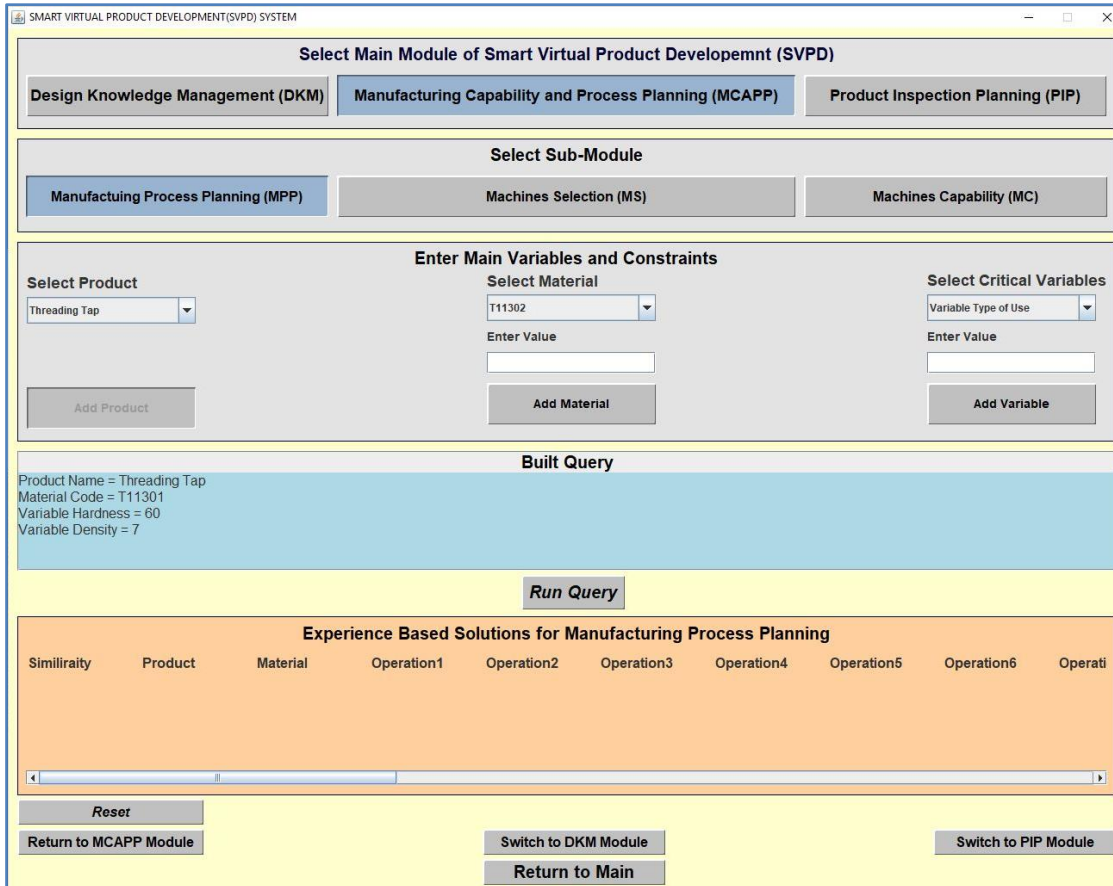 SMART VIRTUAL PRODUCT DEVELOPMENT(SVPD) SYSTEM
Select Main Module of Smart Virtual Product Developemnt (SVPD)
Design Knowledge Management (DKM) Manufacturing Capability and Process Planning (MCAPP) Product Inspection Planning (PIP)
Select Sub-Module
Manufactuing Process Planning (MPP) Machines Selection (MS) Machines Capability (MC)
Enter Main Variables and Constraints
Select Product Select Material Select Critical Variables
Threading Tap T11302 Variable Type of Use
Enter Value Enter Value
Add Product Add Material Add Variable
Built Query
Product Name = Threading Tap
Material Code = T11301
Variable Hardness = 60
Variable Density = 7
Run Query
Experience Based Solutions for Manufacturing Process Planning
Similiraity Product Material Operation1 Operation2 Operation3 Operation4 Operation5 Operation6 Operati
Reset
Return to MCAPP Module Switch to DKM Module Switch to PIP Module
Return to Main